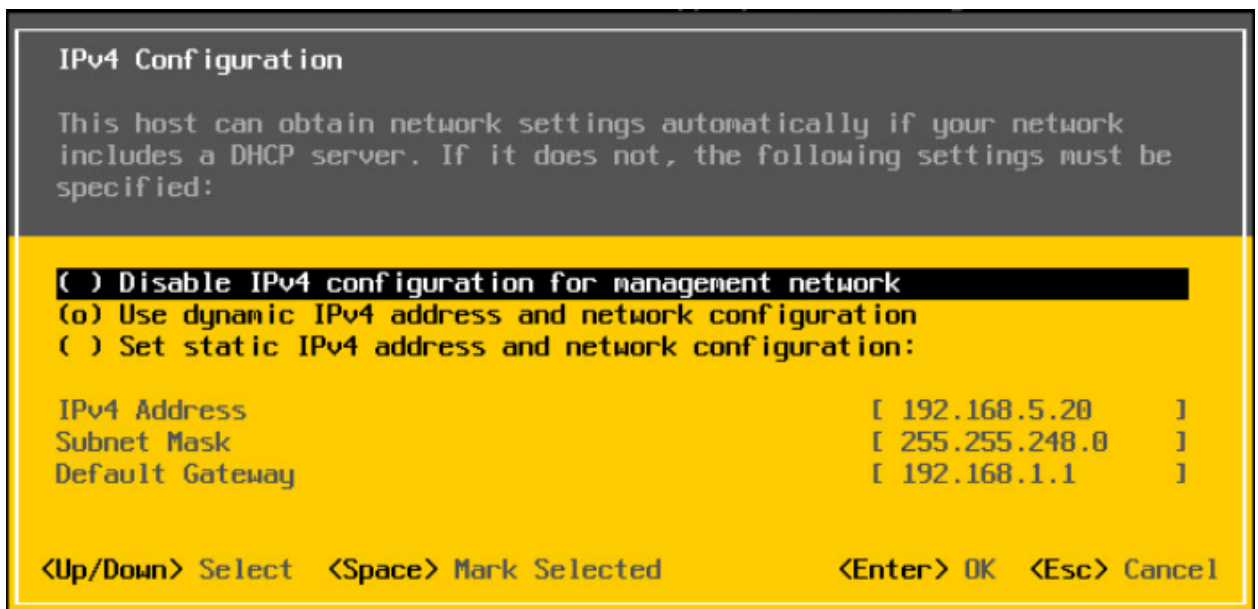 IPv4 Configuration
This host can obtain network settings automatically if your network
includes a DHCP server. If it does not, the following settings must be
specified:
( ) Disable IPv4 configuration for management network
(o) Use dynamic IPv4 address and network configuration
( ) Set static IPv4 address and network configuration:
IPv4 Address [ 192.168.5.20 ]
Subnet Mask [ 255.255.248.0 ]
Default Gateway [ 192.168.1.1 ]
<Up/Down> Select <Space> Mark Selected <Enter> OK <Esc> Cancel